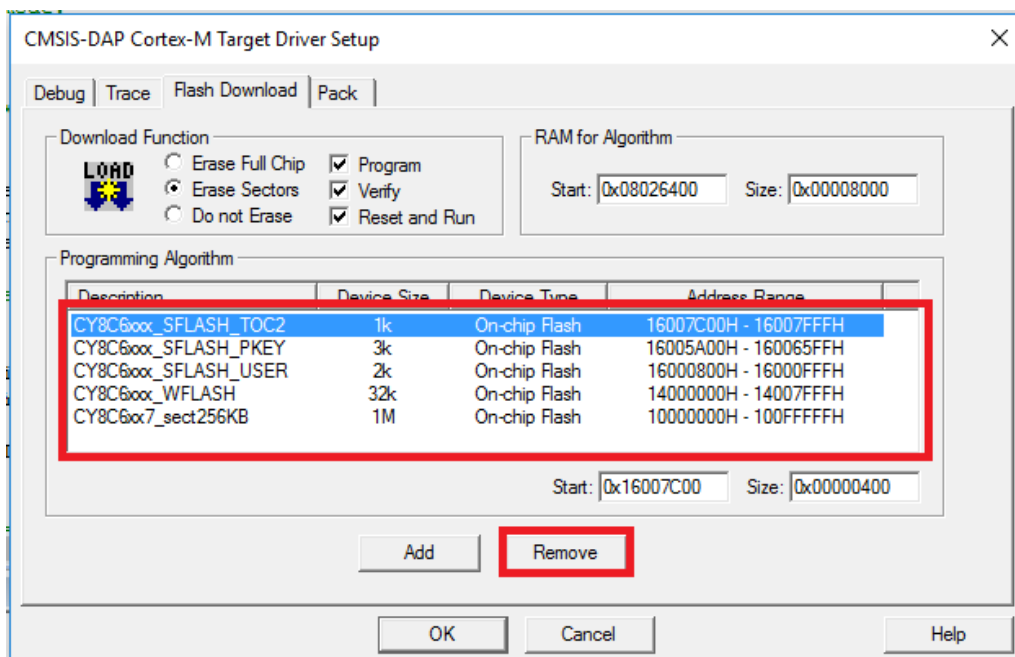 CMSIS-DAP Cortex-M Target Driver Setup
Debug Trace Flash Download Pack
Download Function
LOAD
Erase Full Chip Program
Erase Sectors Verify
Do not Erase Reset and Run
RAM for Algorithm
Start: 0x08026400 Size: 0x00008000
Programming Algorithm
Description Device Size Device Type Address Range
CY8C6xxx_SFLASH_TOC2 1k On-chip Flash 16007C00H - 16007FFFH
CY8C6xxx_SFLASH_PKEY 3k On-chip Flash 16005A00H - 160065FFH
CY8C6xxx_SFLASH_USER 2k On-chip Flash 16000800H - 16000FFFH
CY8C6xxx_WFLASH 32k On-chip Flash 14000000H - 14007FFFH
CY8C6xx7_sect256KB 1M On-chip Flash 10000000H - 100FFFFFH
Start: 0x16007C00 Size: 0x00000400
Add Remove
OK Cancel Help